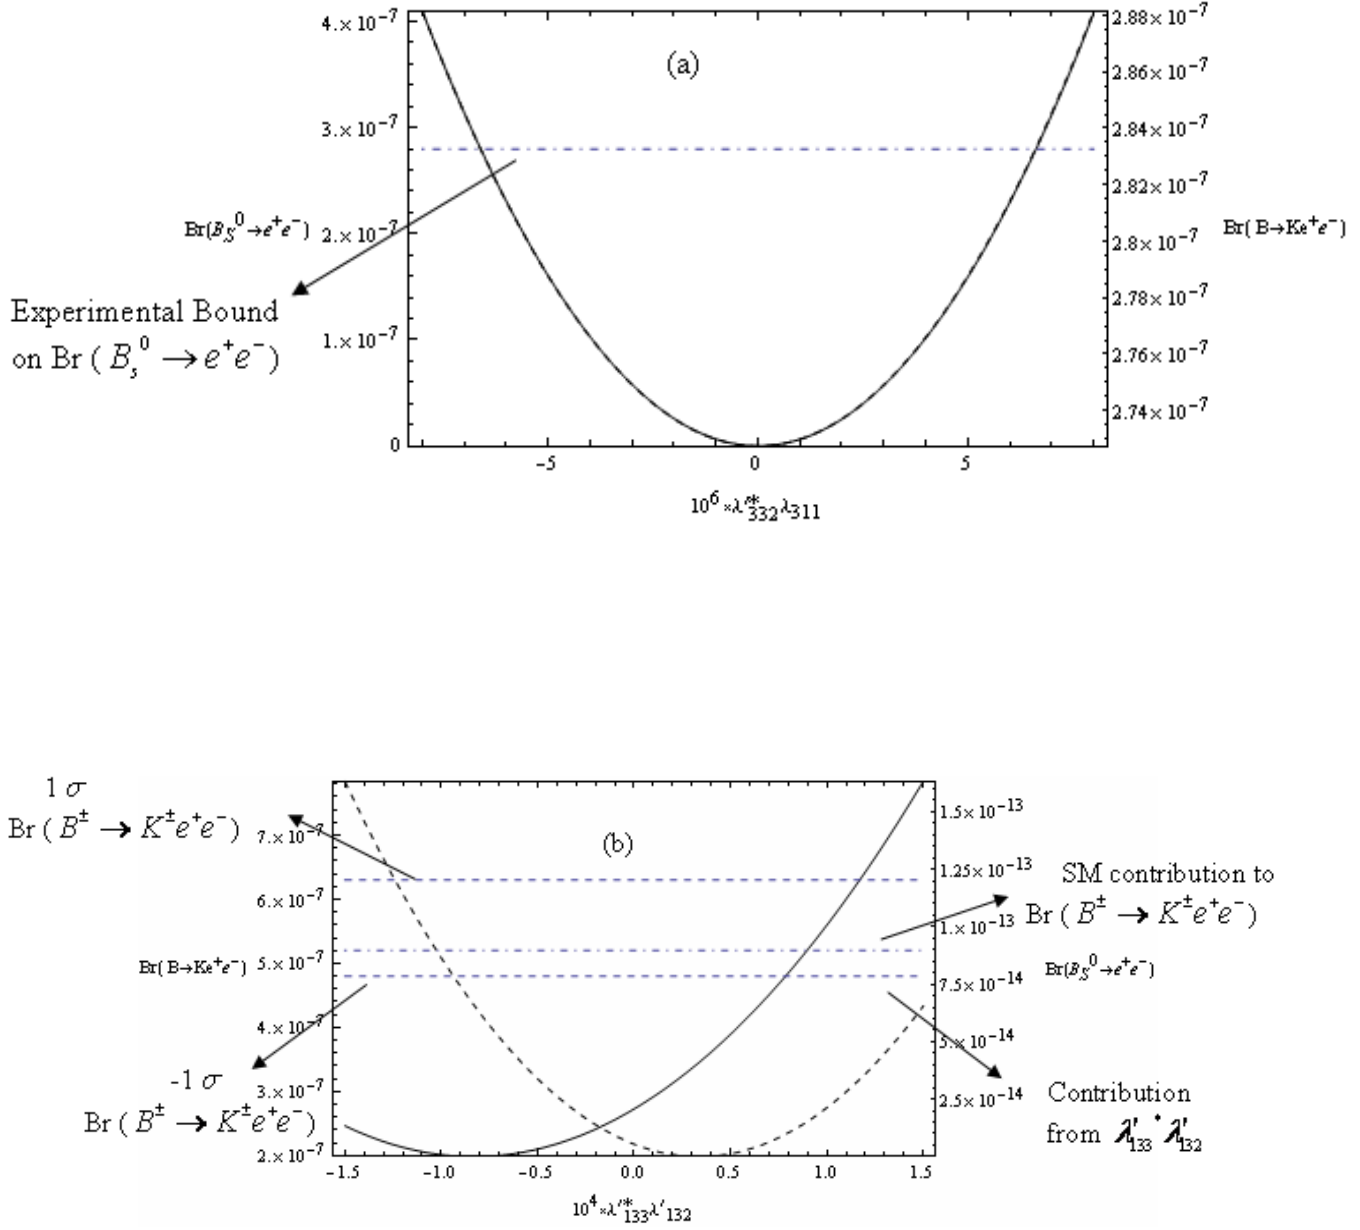 4.×10⁻⁷
3.×10⁻⁷
2.×10⁻⁷
1.×10⁻⁷
0
(a)
2.88×10⁻⁷
2.86×10⁻⁷
2.84×10⁻⁷
2.82×10⁻⁷
2.8×10⁻⁷
2.78×10⁻⁷
2.76×10⁻⁷
2.74×10⁻⁷
Br(B_S⁰→e⁺e⁻)
Br(B→Ke⁺e⁻)
Experimental Bound
on Br ( B_s⁰ → e⁺e⁻)
−5 0 5
10⁶×λ′*₃₃₂λ₃₁₁
1 σ
Br ( B^± → K^±e⁺e⁻)
7.×10⁻⁷
6.×10⁻⁷
5.×10⁻⁷
4.×10⁻⁷
3.×10⁻⁷
2.×10⁻⁷
(b)
1.5×10⁻¹³
1.25×10⁻¹³
1.×10⁻¹³
7.5×10⁻¹⁴
5.×10⁻¹⁴
2.5×10⁻¹⁴
SM contribution to
Br ( B^± → K^±e⁺e⁻)
Br(B→Ke⁺e⁻)
Br(B_S⁰→e⁺e⁻)
-1 σ
Br ( B^± → K^±e⁺e⁻)
Contribution
from λ′₁₃₃*λ′₁₃₂
−1.5 −1.0 −0.5 0.0 0.5 1.0 1.5
10⁴×λ′*₁₃₃λ′₁₃₂